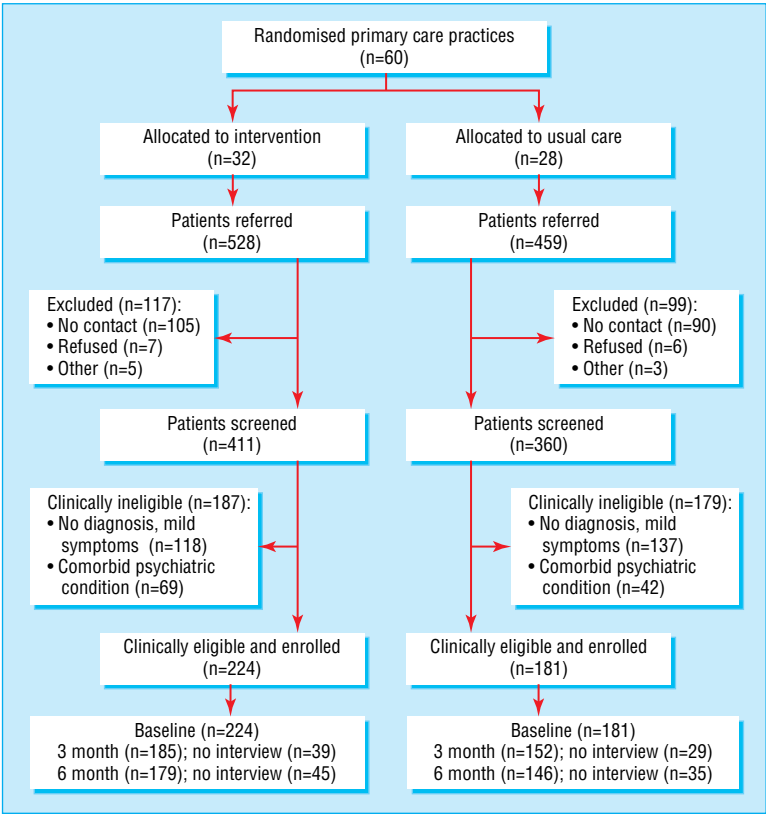 Randomised primary care practices
(n=60)
Allocated to intervention
(n=32)
Allocated to usual care
(n=28)
Patients referred
(n=528)
Patients referred
(n=459)
Excluded (n=117):
• No contact (n=105)
• Refused (n=7)
• Other (n=5)
Excluded (n=99):
• No contact (n=90)
• Refused (n=6)
• Other (n=3)
Patients screened
(n=411)
Patients screened
(n=360)
Clinically ineligible (n=187):
• No diagnosis, mild
symptoms (n=118)
• Comorbid psychiatric
condition (n=69)
Clinically ineligible (n=179):
• No diagnosis, mild
symptoms (n=137)
• Comorbid psychiatric
condition (n=42)
Clinically eligible and enrolled
(n=224)
Clinically eligible and enrolled
(n=181)
Baseline (n=224)
3 month (n=185); no interview (n=39)
6 month (n=179); no interview (n=45)
Baseline (n=181)
3 month (n=152); no interview (n=29)
6 month (n=146); no interview (n=35)